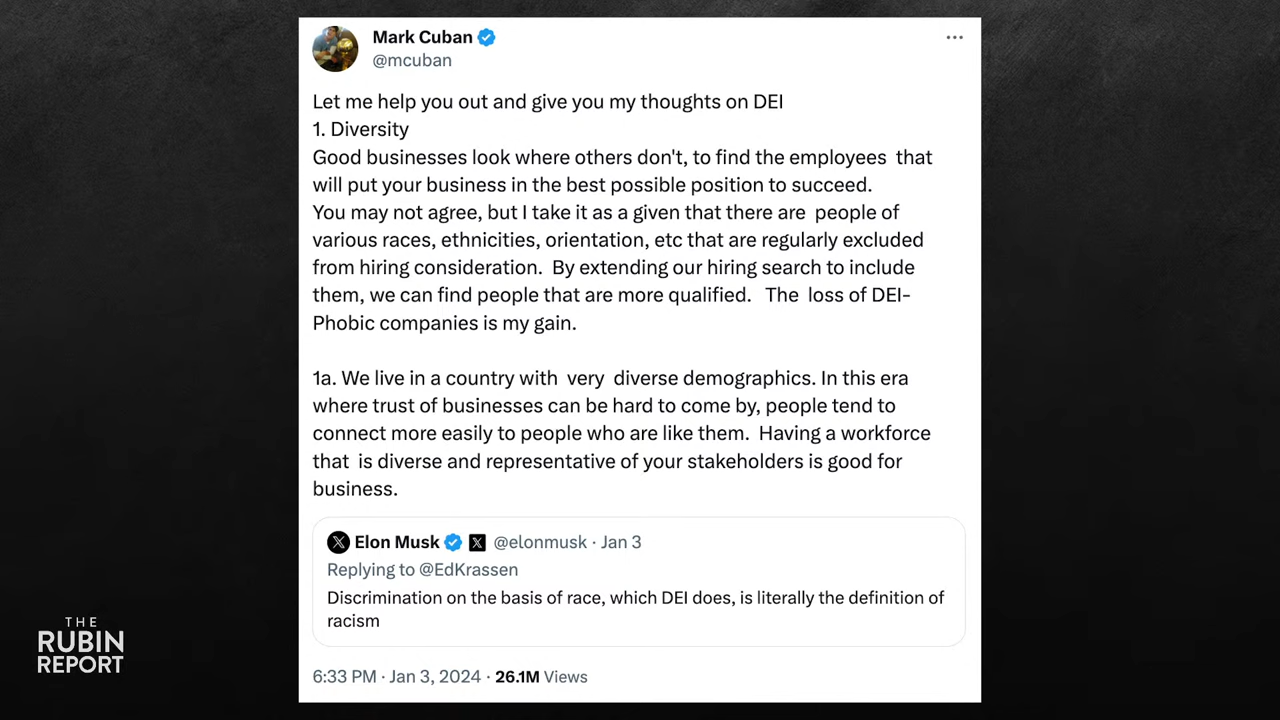 Mark Cuban
@mcuban
Let me help you out and give you my thoughts on DEI
1. Diversity
Good businesses look where others don't, to find the employees  that
will put your business in the best possible position to succeed.
You may not agree, but I take it as a given that there are  people of
various races, ethnicities, orientation, etc that are regularly excluded
from hiring consideration.  By extending our hiring search to include
them, we can find people that are more qualified.   The  loss of DEI-
Phobic companies is my gain.
1a. We live in a country with  very  diverse demographics. In this era
where trust of businesses can be hard to come by, people tend to
connect more easily to people who are like them.  Having a workforce
that  is diverse and representative of your stakeholders is good for
business.
Elon Musk @elonmusk · Jan 3
Replying to @EdKrassen
Discrimination on the basis of race, which DEI does, is literally the definition of
racism
6:33 PM · Jan 3, 2024 · 26.1M Views
THE
RUBIN
REPORT